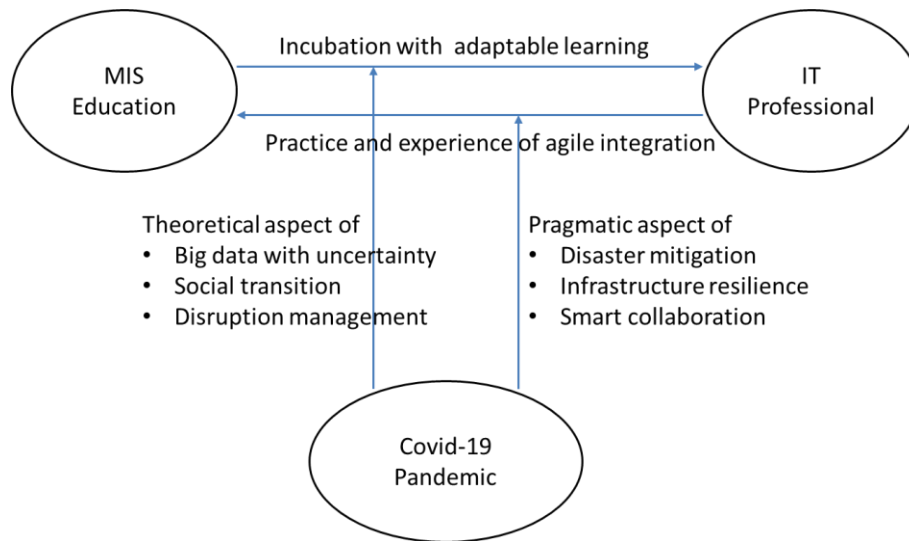 Incubation with adaptable learning
MIS
Education
IT
Professional
Practice and experience of agile integration
Theoretical aspect of
• Big data with uncertainty
• Social transition
• Disruption management
Pragmatic aspect of
• Disaster mitigation
• Infrastructure resilience
• Smart collaboration
Covid-19
Pandemic